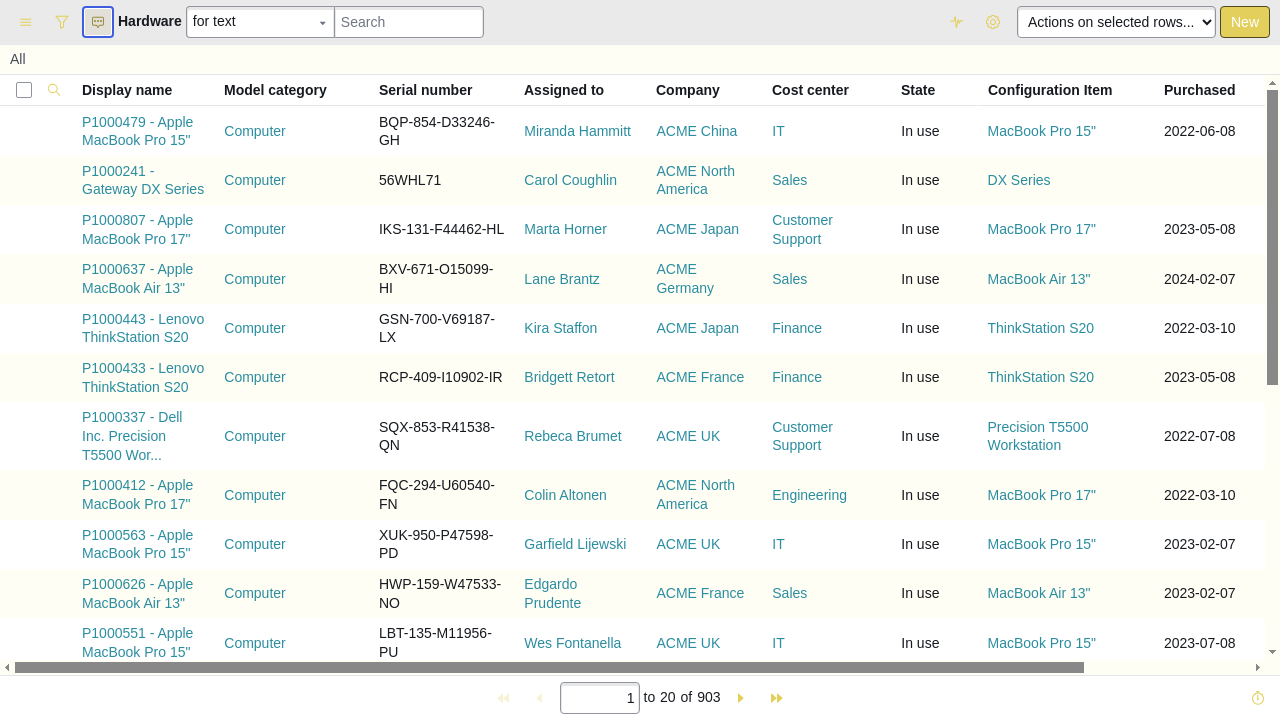 Hardware for text Search Actions on selected rows... New
All
Display name Model category Serial number Assigned to Company Cost center State Configuration Item Purchased
P1000479 - Apple MacBook Pro 15" Computer BQP-854-D33246-GH Miranda Hammitt ACME China IT In use MacBook Pro 15" 2022-06-08
P1000241 - Gateway DX Series Computer 56WHL71 Carol Coughlin ACME North America Sales In use DX Series
P1000807 - Apple MacBook Pro 17" Computer IKS-131-F44462-HL Marta Horner ACME Japan Customer Support In use MacBook Pro 17" 2023-05-08
P1000637 - Apple MacBook Air 13" Computer BXV-671-O15099-HI Lane Brantz ACME Germany Sales In use MacBook Air 13" 2024-02-07
P1000443 - Lenovo ThinkStation S20 Computer GSN-700-V69187-LX Kira Staffon ACME Japan Finance In use ThinkStation S20 2022-03-10
P1000433 - Lenovo ThinkStation S20 Computer RCP-409-I10902-IR Bridgett Retort ACME France Finance In use ThinkStation S20 2023-05-08
P1000337 - Dell Inc. Precision T5500 Wor... Computer SQX-853-R41538-QN Rebeca Brumet ACME UK Customer Support In use Precision T5500 Workstation 2022-07-08
P1000412 - Apple MacBook Pro 17" Computer FQC-294-U60540-FN Colin Altonen ACME North America Engineering In use MacBook Pro 17" 2022-03-10
P1000563 - Apple MacBook Pro 15" Computer XUK-950-P47598-PD Garfield Lijewski ACME UK IT In use MacBook Pro 15" 2023-02-07
P1000626 - Apple MacBook Air 13" Computer HWP-159-W47533-NO Edgardo Prudente ACME France Sales In use MacBook Air 13" 2023-02-07
P1000551 - Apple MacBook Pro 15" Computer LBT-135-M11956-PU Wes Fontanella ACME UK IT In use MacBook Pro 15" 2023-07-08
1 to 20 of 903